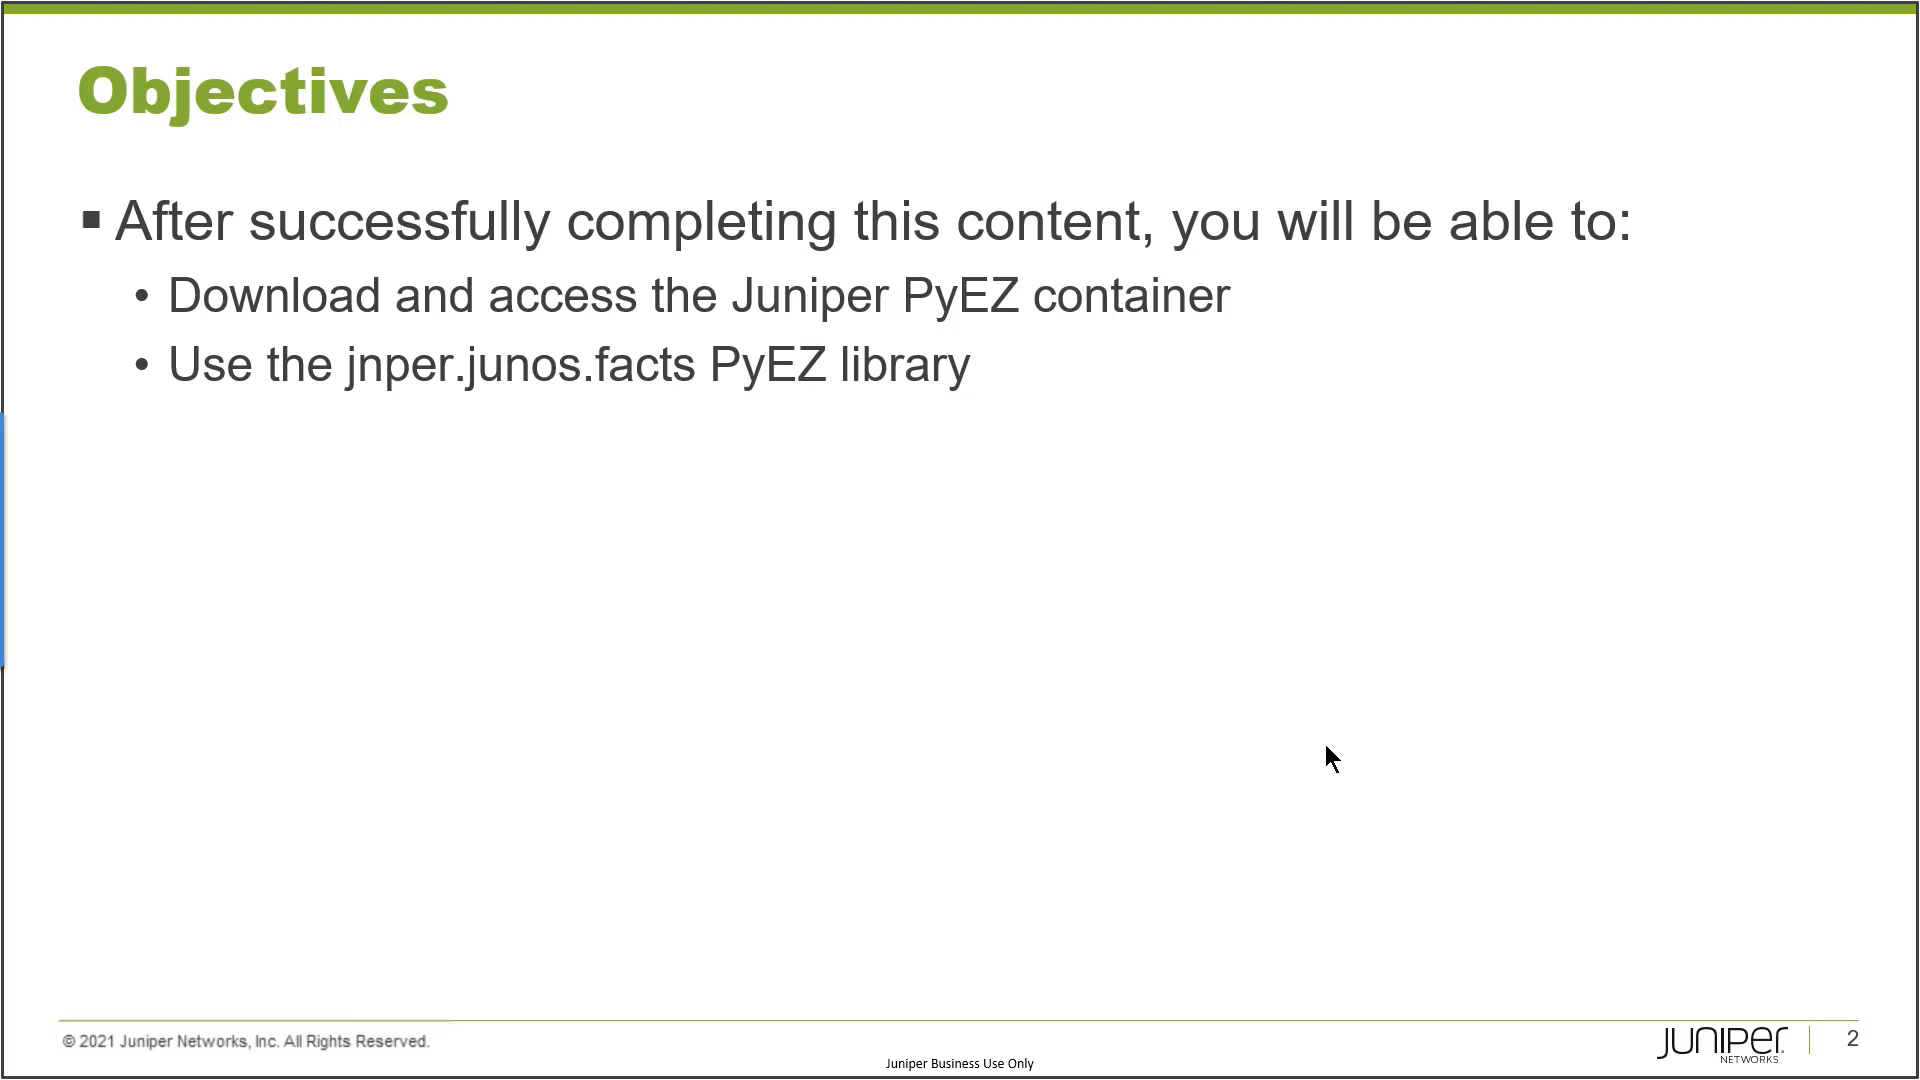 Objectives
▪ After successfully completing this content, you will be able to:
• Download and access the Juniper PyEZ container
• Use the jnper.junos.facts PyEZ library
© 2021 Juniper Networks, Inc. All Rights Reserved.
JUNIPer
NETWORKS
2
Juniper Business Use Only